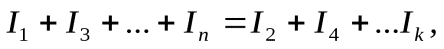 I₁ + I₃ + ... + Iₙ = I₂ + I₄ + ...Iₖ,